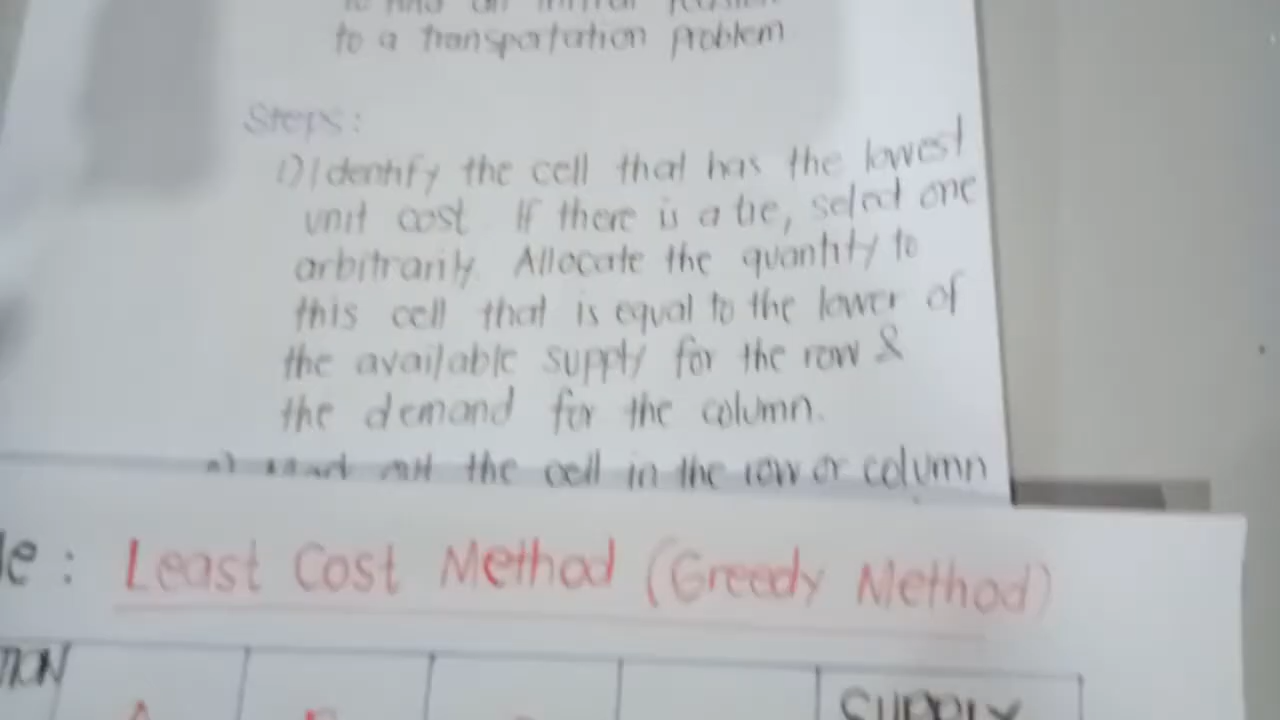 to a transportation problem
Steps:
1) Identify the cell that has the lowest
unit cost If there is a tie, select one
arbitrarily. Allocate the quantity to
this cell that is equal to the lower of
the available supply for the row &
the demand for the column.
the cell in the row or column
Least Cost Method (Greedy Method)
SUPPLY